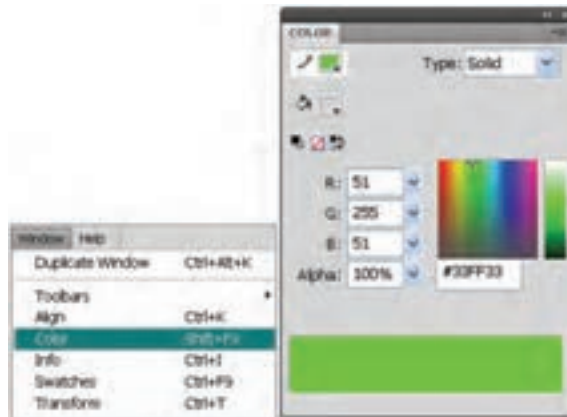 Window Help
Duplicate Window Ctrl+Alt+K
Toolbars
Align Ctrl+K
Color
Info Ctrl+I
Swatches Ctrl+F9
Transform Ctrl+T
COLOR
Type: Solid
R: 51
G: 255
B: 51
Alpha: 100% #33FF33